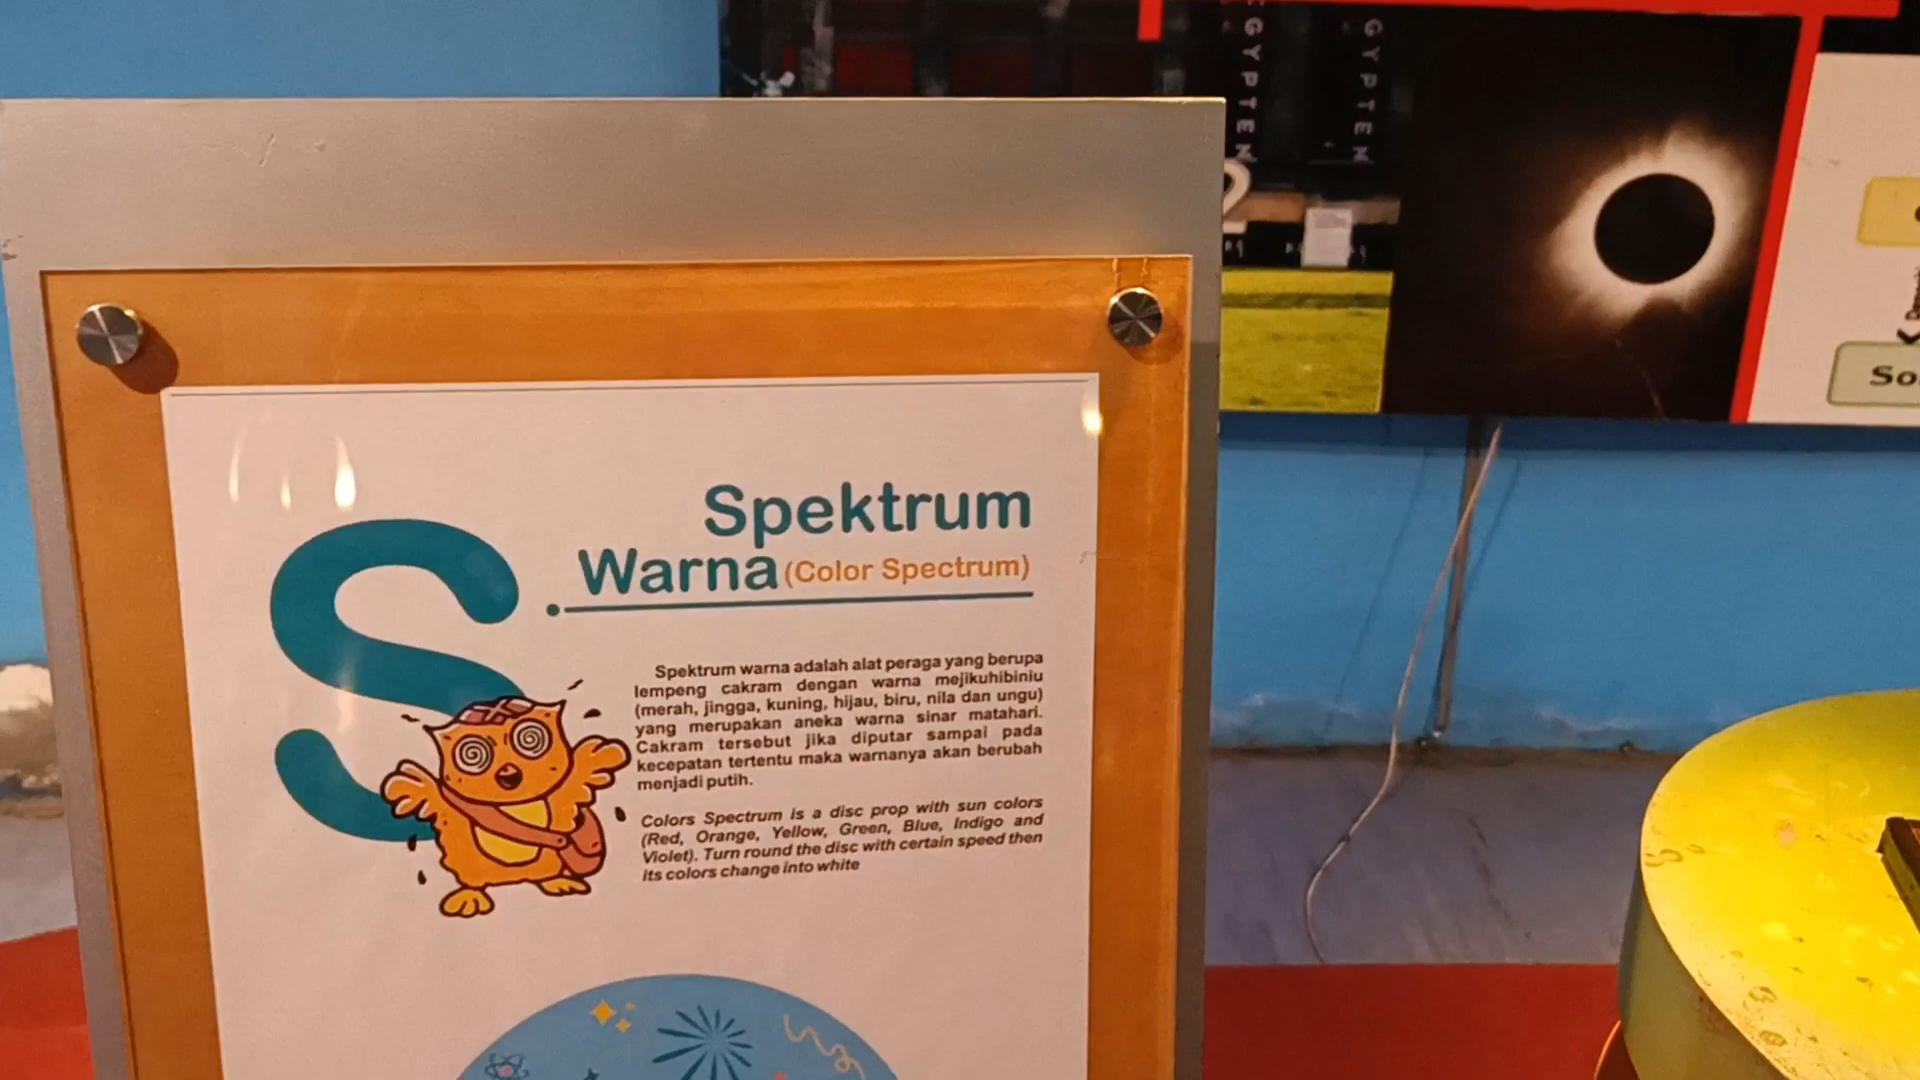 Spektrum
Warna (Color Spectrum)
Spektrum warna adalah alat peraga yang berupa
lempeng cakram dengan warna mejikuhibiniu
(merah, jingga, kuning, hijau, biru, nila dan ungu)
yang merupakan aneka warna sinar matahari.
Cakram tersebut jika diputar sampai pada
kecepatan tertentu maka warnanya akan berubah
menjadi putih.
Colors Spectrum is a disc prop with sun colors
(Red, Orange, Yellow, Green, Blue, Indigo and
Violet). Turn round the disc with certain speed then
its colors change into white
S
GYPTEN
GYPTEN
2
So